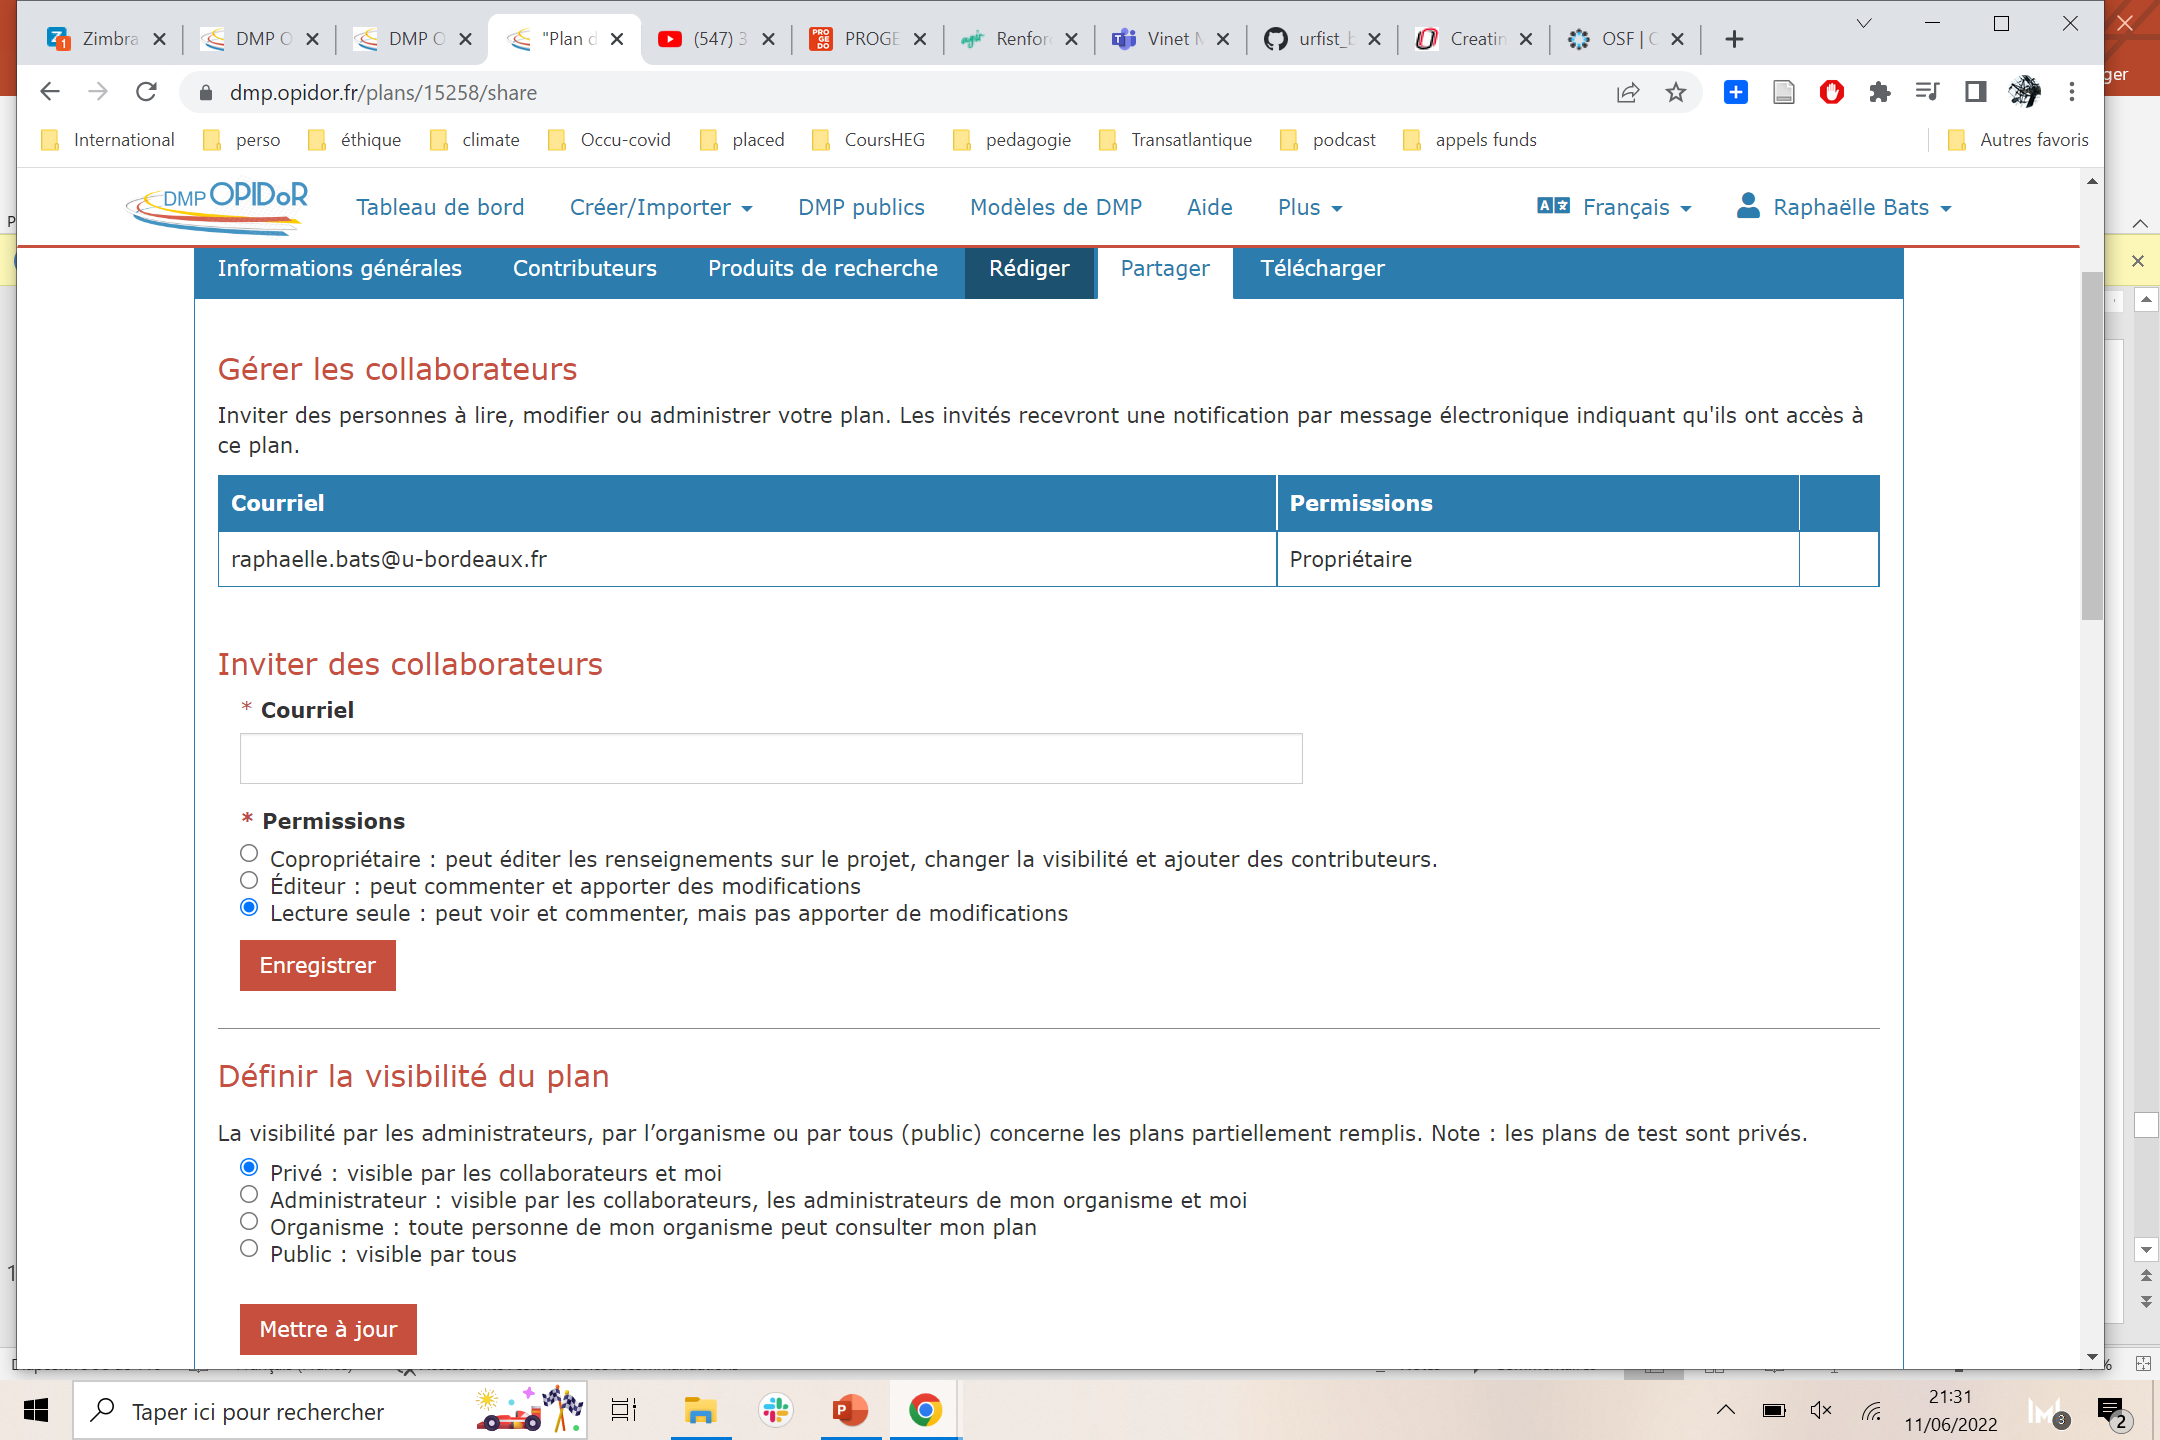 Zimbra
DMP O
DMP O
"Plan d
(547) 3
PROGE
Renfor
Vinet M
urfist_b
Creatin
OSF | C
ger
dmp.opidor.fr/plans/15258/share
International
perso
éthique
climate
Occu-covid
placed
CoursHEG
pedagogie
Transatlantique
podcast
appels funds
Autres favoris
DMP OPIDoR
Tableau de bord
Créer/Importer
DMP publics
Modèles de DMP
Aide
Plus
Français
Raphaëlle Bats
Informations générales
Contributeurs
Produits de recherche
Rédiger
Partager
Télécharger
Gérer les collaborateurs
Inviter des personnes à lire, modifier ou administrer votre plan. Les invités recevront une notification par message électronique indiquant qu'ils ont accès à
ce plan.
Courriel
Permissions
raphaelle.bats@u-bordeaux.fr
Propriétaire
Inviter des collaborateurs
* Courriel
* Permissions
Copropriétaire : peut éditer les renseignements sur le projet, changer la visibilité et ajouter des contributeurs.
Éditeur : peut commenter et apporter des modifications
Lecture seule : peut voir et commenter, mais pas apporter de modifications
Enregistrer
Définir la visibilité du plan
La visibilité par les administrateurs, par l’organisme ou par tous (public) concerne les plans partiellement remplis. Note : les plans de test sont privés.
Privé : visible par les collaborateurs et moi
Administrateur : visible par les collaborateurs, les administrateurs de mon organisme et moi
Organisme : toute personne de mon organisme peut consulter mon plan
Public : visible par tous
Mettre à jour
Taper ici pour rechercher
21:31
11/06/2022
3
2